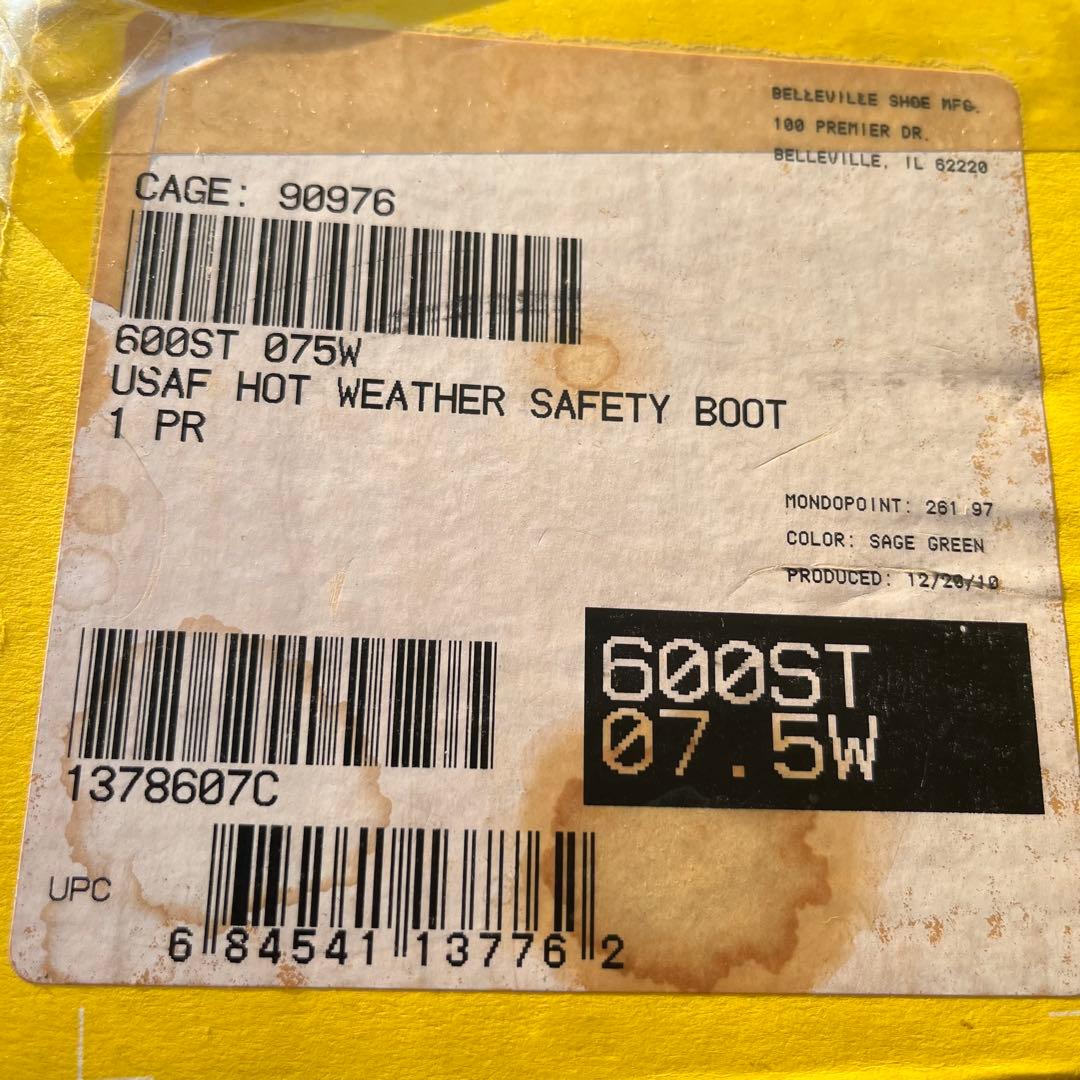 BELLEVILLE SHOE MFG.
100 PREMIER DR.
BELLEVILLE, IL 62220
CAGE: 90976
600ST 075W
USAF HOT WEATHER SAFETY BOOT
1 PR
MONDOPOINT: 261/97
COLOR: SAGE GREEN
PRODUCED: 12/20/10
600ST
07.5W
1378607C
UPC
6 84541 13776 2